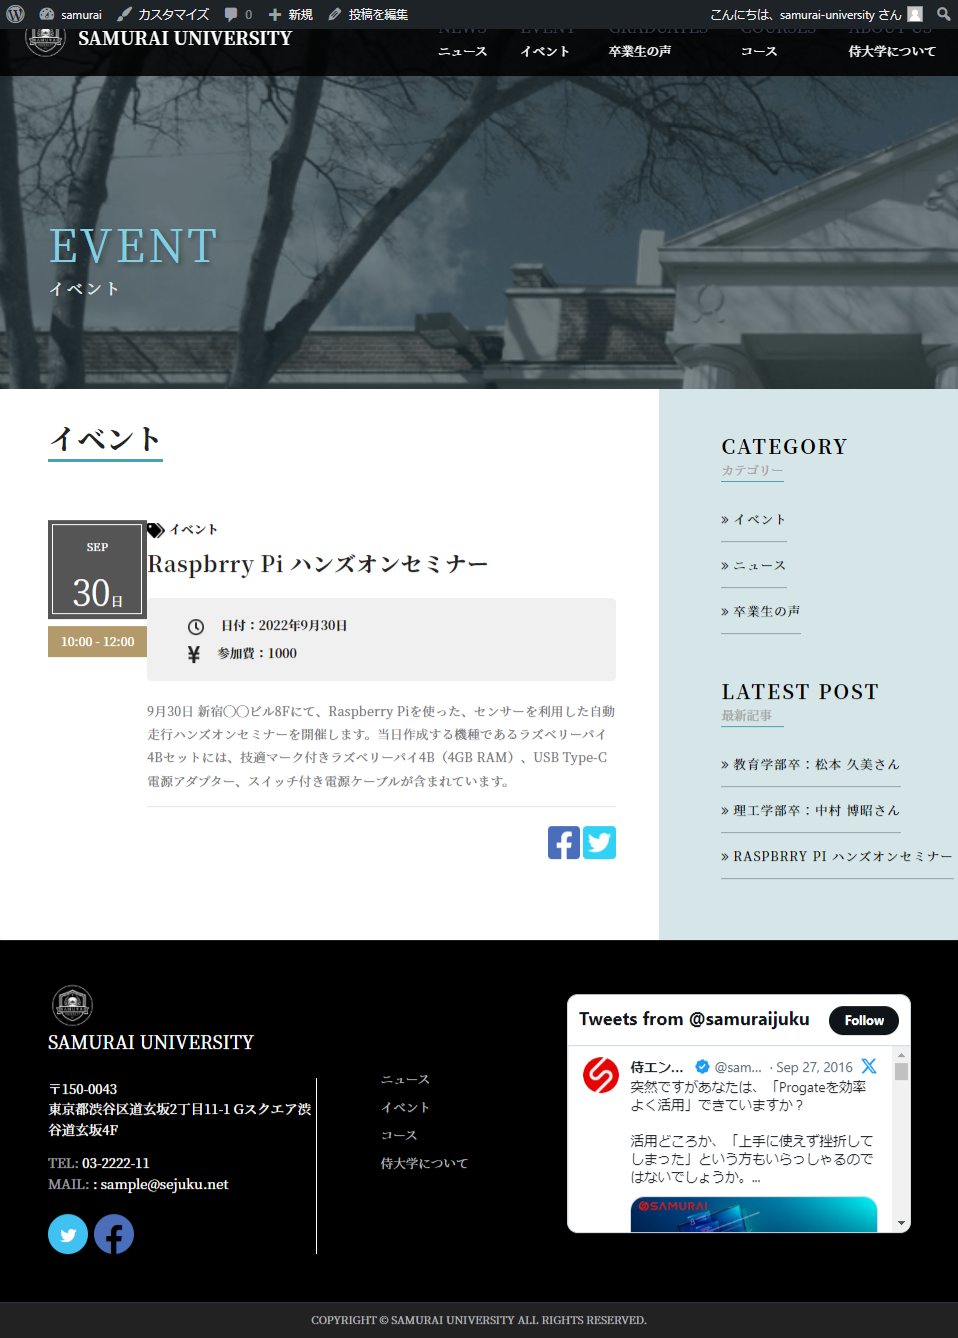 samurai カスタマイズ 0 新規 投稿を編集 こんにちは、samurai-university さん
SAMURAI UNIVERSITY
NEWS EVENT GRADUATES COURSES ABOUT US
ニュース イベント 卒業生の声 コース 侍大学について
EVENT
イベント
イベント
SEP
30日
10:00 - 12:00
イベント
Raspbrry Pi ハンズオンセミナー
日付：2022年9月30日
参加費：1000
9月30日 新宿◯◯ビル8Fにて、Raspberry Piを使った、センサーを利用した自動
走行ハンズオンセミナーを開催します。当日作成する機種であるラズベリーパイ
4Bセットには、技適マーク付きラズベリーパイ4B（4GB RAM）、USB Type-C
電源アダプター、スイッチ付き電源ケーブルが含まれています。
CATEGORY
カテゴリー
» イベント
» ニュース
» 卒業生の声
LATEST POST
最新記事
» 教育学部卒：松本 久美さん
» 理工学部卒：中村 博昭さん
» RASPBRRY PI ハンズオンセミナー
SAMURAI UNIVERSITY
〒150-0043
東京都渋谷区道玄坂2丁目11-1 Gスクエア渋
谷道玄坂4F
TEL: 03-2222-11
MAIL: : sample@sejuku.net
ニュース
イベント
コース
侍大学について
Tweets from @samuraijuku Follow
侍エン... @sam... · Sep 27, 2016
突然ですがあなたは、「Progateを効率
よく活用」できていますか？
活用どころか、「上手に使えず挫折して
しまった」という方もいらっしゃるので
はないでしょうか。...
SAMURAI
COPYRIGHT © SAMURAI UNIVERSITY ALL RIGHTS RESERVED.